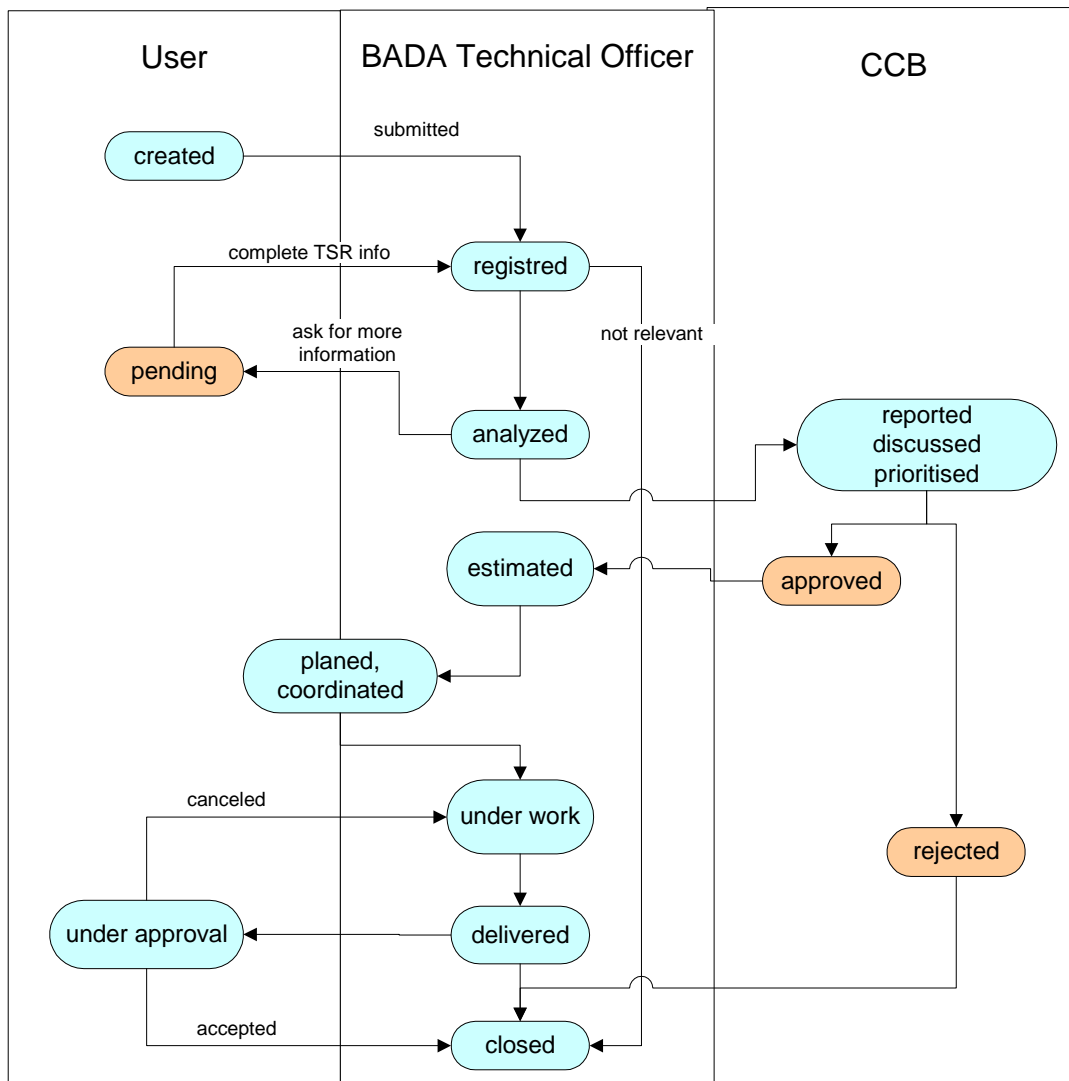 User
BADA Technical Officer
CCB
submitted
created
complete TSR info
registred
ask for more
information
not relevant
pending
analyzed
reported
discussed
prioritised
estimated
approved
planed,
coordinated
canceled
under work
rejected
under approval
delivered
accepted
closed